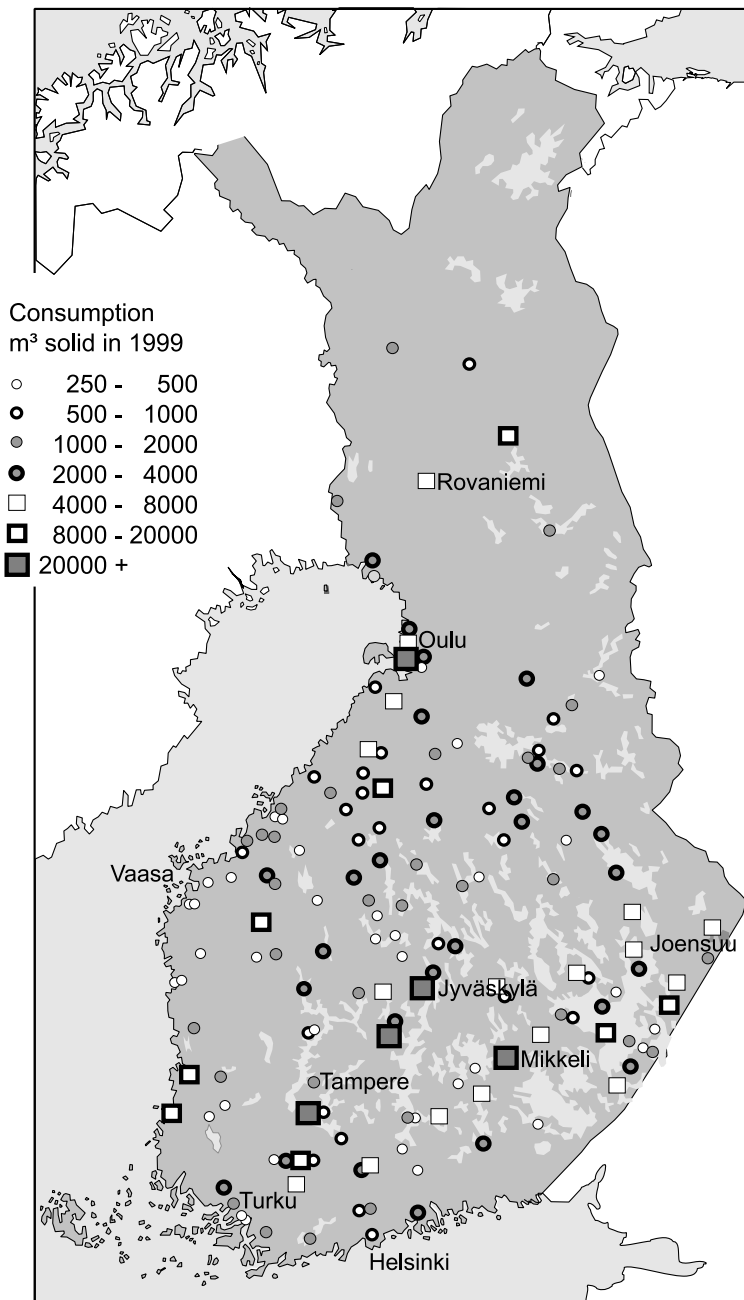 Consumption
m³ solid in 1999
250 - 500
500 - 1000
1000 - 2000
2000 - 4000
4000 - 8000
8000 - 20000
20000 +
Rovaniemi
Oulu
Vaasa
Joensuu
Jyväskylä
Mikkeli
Tampere
Turku
Helsinki